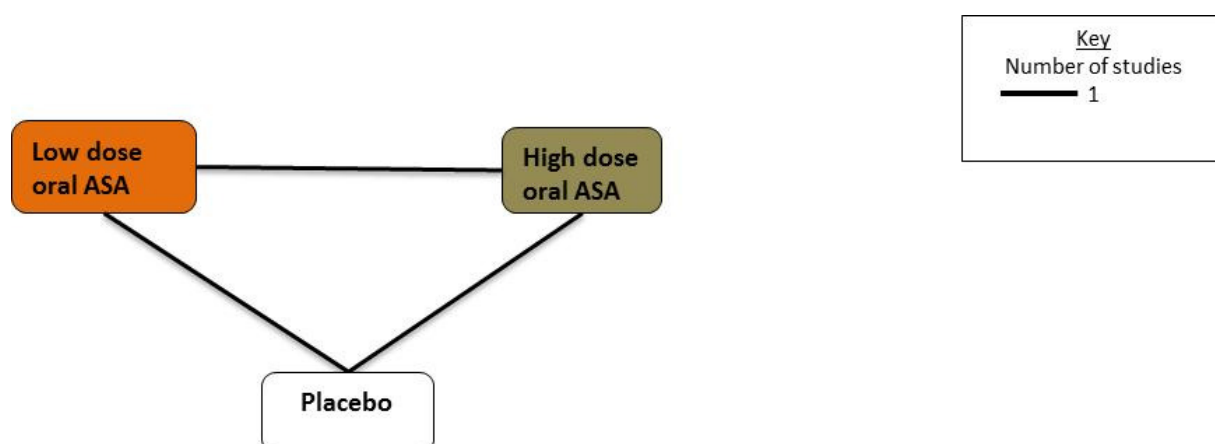 Key
Number of studies
1
Low dose
oral ASA
High dose
oral ASA
Placebo